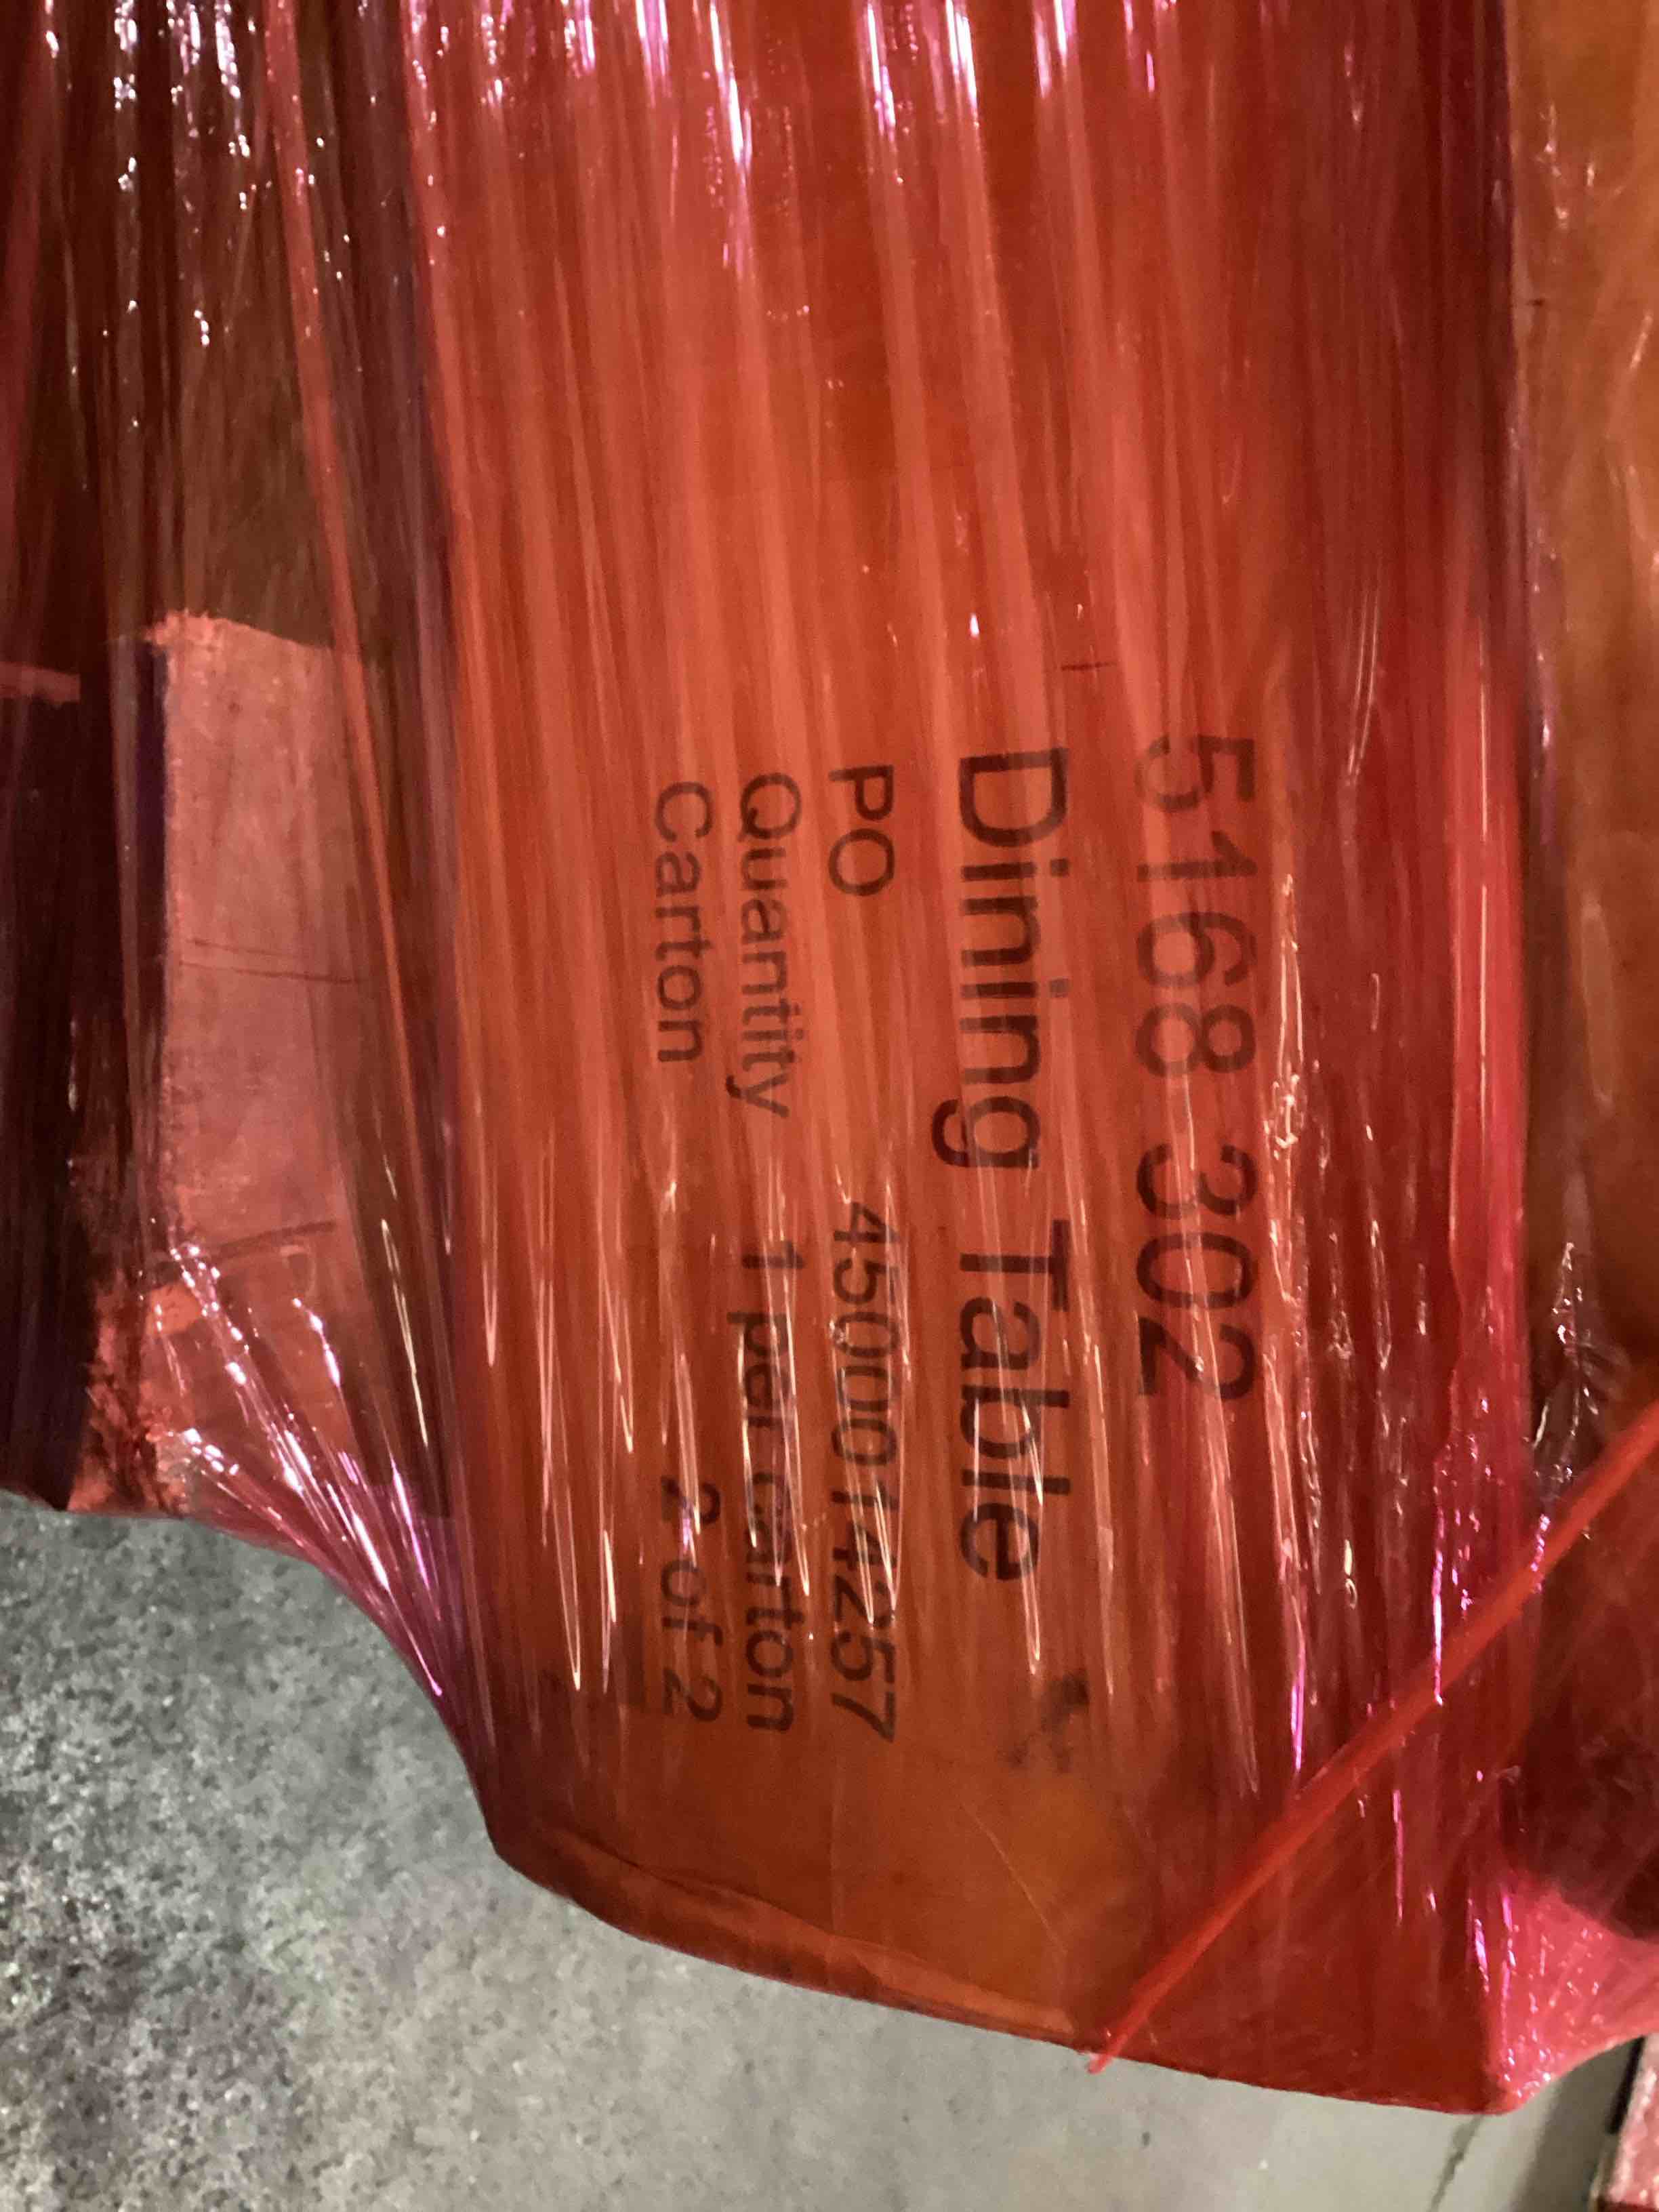 5168 302
Dining Table
PO 4500014257
Quantity 1 per carton
Carton 2 of 2